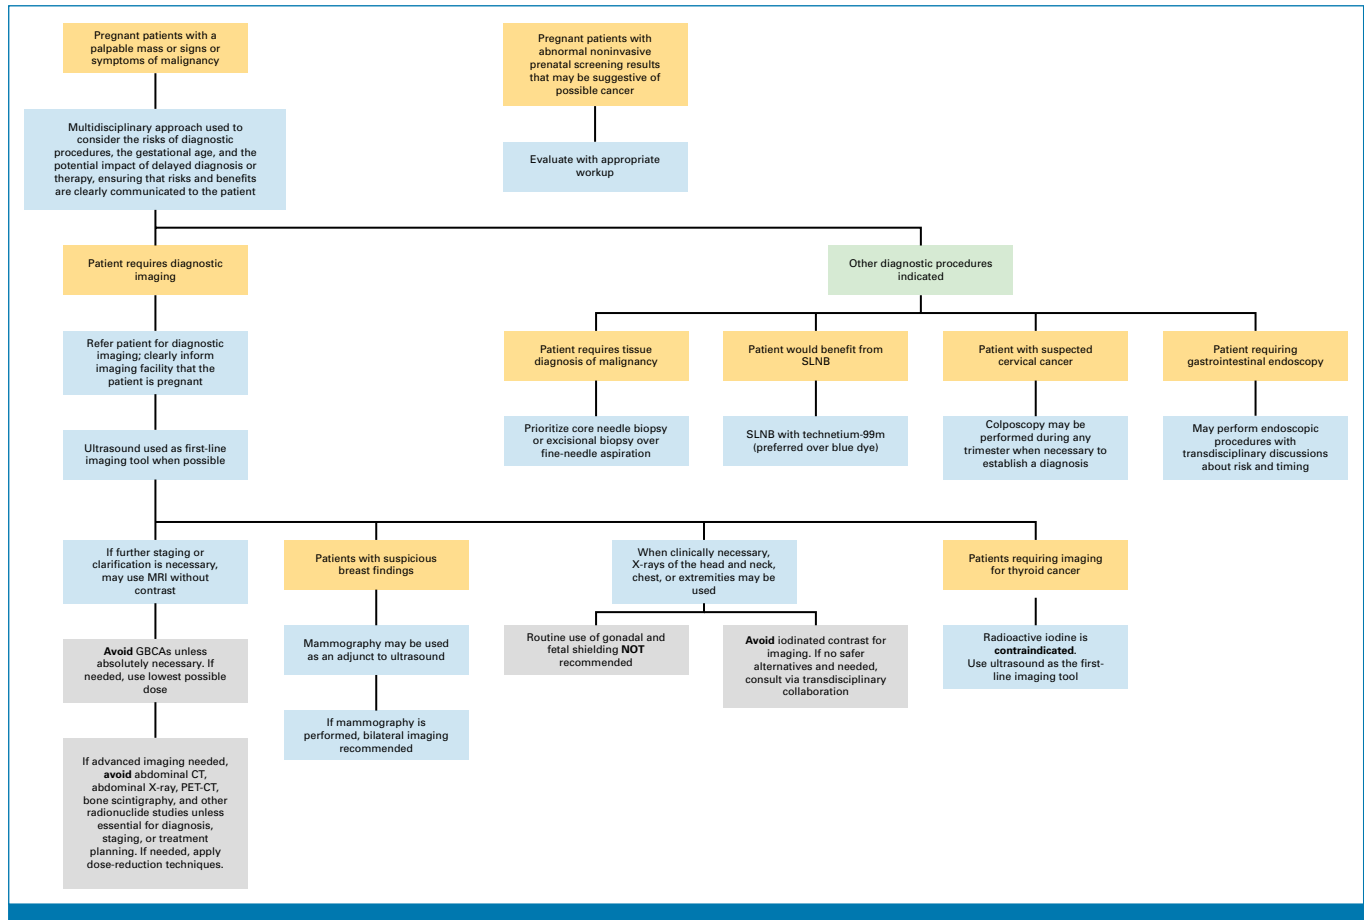 Pregnant patients with a
palpable mass or signs or
symptoms of malignancy
Pregnant patients with
abnormal noninvasive
prenatal screening results
that may be suggestive of
possible cancer
Multidisciplinary approach used to
consider the risks of diagnostic
procedures, the gestational age, and the
potential impact of delayed diagnosis or
therapy, ensuring that risks and benefits
are clearly communicated to the patient
Evaluate with appropriate
workup
Patient requires diagnostic
imaging
Other diagnostic procedures
indicated
Refer patient for diagnostic
imaging; clearly inform
imaging facility that the
patient is pregnant
Patient requires tissue
diagnosis of malignancy
Patient would benefit from
SLNB
Patient with suspected
cervical cancer
Patient requiring
gastrointestinal endoscopy
Ultrasound used as first-line
imaging tool when possible
Prioritize core needle biopsy
or excisional biopsy over
fine-needle aspiration
SLNB with technetium-99m
(preferred over blue dye)
Colposcopy may be
performed during any
trimester when necessary to
establish a diagnosis
May perform endoscopic
procedures with
transdisciplinary discussions
about risk and timing
If further staging or
clarification is necessary,
may use MRI without
contrast
Patients with suspicious
breast findings
When clinically necessary,
X-rays of the head and neck,
chest, or extremities may be
used
Patients requiring imaging
for thyroid cancer
Avoid GBCAs unless
absolutely necessary. If
needed, use lowest possible
dose
Mammography may be used
as an adjunct to ultrasound
Routine use of gonadal and
fetal shielding NOT
recommended
Avoid iodinated contrast for
imaging. If no safer
alternatives and needed,
consult via transdisciplinary
collaboration
Radioactive iodine is
contraindicated.
Use ultrasound as the first-
line imaging tool
If mammography is
performed, bilateral imaging
recommended
If advanced imaging needed,
avoid abdominal CT,
abdominal X-ray, PET-CT,
bone scintigraphy, and other
radionuclide studies unless
essential for diagnosis,
staging, or treatment
planning. If needed, apply
dose-reduction techniques.